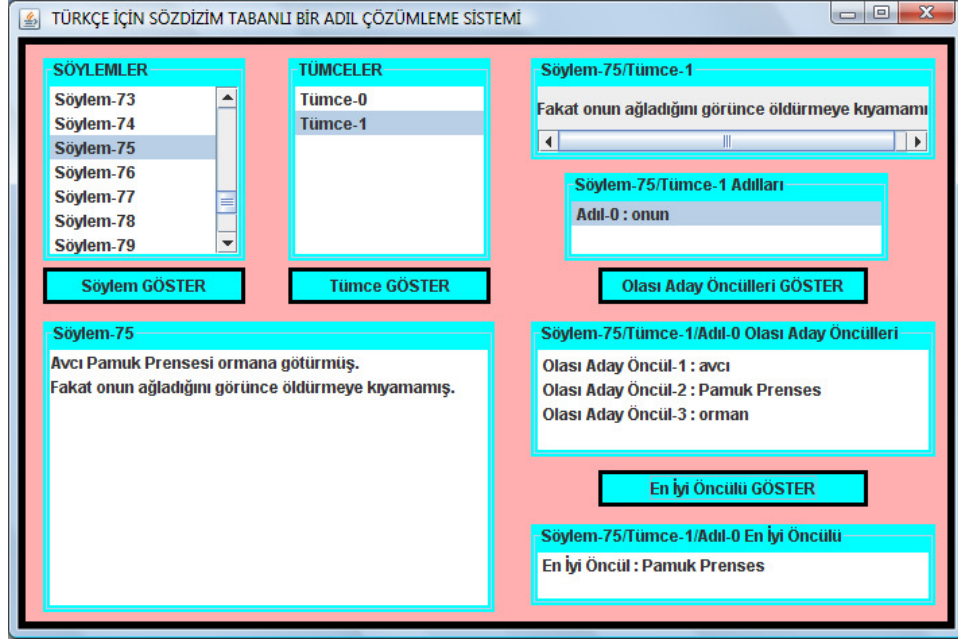 TÜRKÇE İÇİN SÖZDİZİM TABANLI BİR ADIL ÇÖZÜMLEME SİSTEMİ
SÖYLEMLER
Söylem-73
Söylem-74
Söylem-75
Söylem-76
Söylem-77
Söylem-78
Söylem-79
Söylem GÖSTER
TÜMCELER
Tümce-0
Tümce-1
Tümce GÖSTER
Söylem-75/Tümce-1
Fakat onun ağladığını görünce öldürmeye kıyamamı
Söylem-75/Tümce-1 Adılları
Adıl-0 : onun
Olası Aday Öncülleri GÖSTER
Söylem-75
Avcı Pamuk Prensesi ormana götürmüş.
Fakat onun ağladığını görünce öldürmeye kıyamamış.
Söylem-75/Tümce-1/Adıl-0 Olası Aday Öncülleri
Olası Aday Öncül-1 : avcı
Olası Aday Öncül-2 : Pamuk Prenses
Olası Aday Öncül-3 : orman
En İyi Öncülü GÖSTER
Söylem-75/Tümce-1/Adıl-0 En İyi Öncülü
En İyi Öncül : Pamuk Prenses